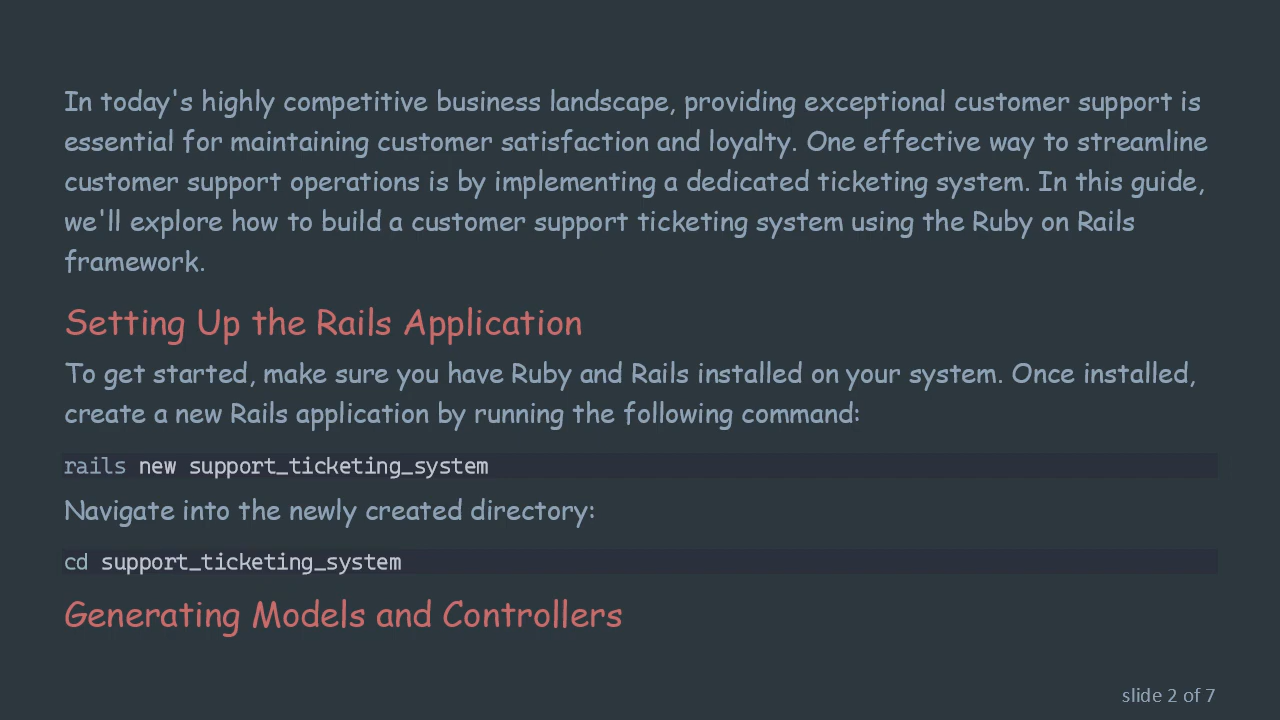 In today's highly competitive business landscape, providing exceptional customer support is
essential for maintaining customer satisfaction and loyalty. One effective way to streamline
customer support operations is by implementing a dedicated ticketing system. In this guide,
we'll explore how to build a customer support ticketing system using the Ruby on Rails
framework.
Setting Up the Rails Application
To get started, make sure you have Ruby and Rails installed on your system. Once installed,
create a new Rails application by running the following command:
rails new support_ticketing_system
Navigate into the newly created directory:
cd support_ticketing_system
Generating Models and Controllers
slide 2 of 7